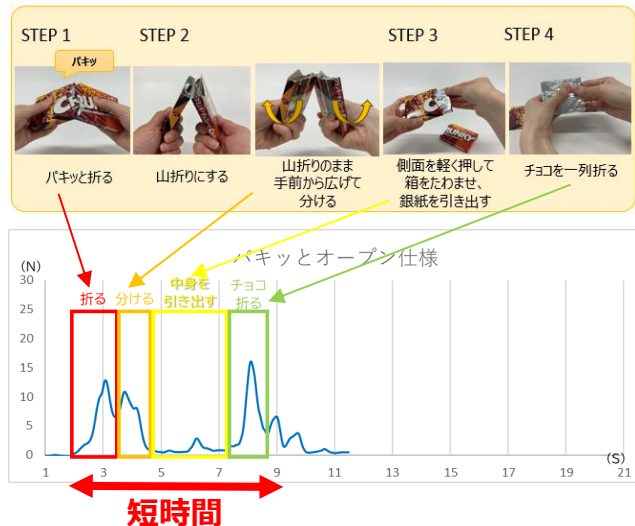 STEP 1
STEP 2
STEP 3
STEP 4
パキッ
パキッと折る
山折りにする
山折りのまま
手前から広げて
分ける
側面を軽く押して
箱をたわませ、
銀紙を引き出す
チョコを一列折る
パキッとオープン仕様
(N)
30
25
20
15
10
5
0
折る
分ける
中身を
引き出す
チョコ
折る
1
3
5
7
9
11
13
15
17
19
21
(S)
短時間